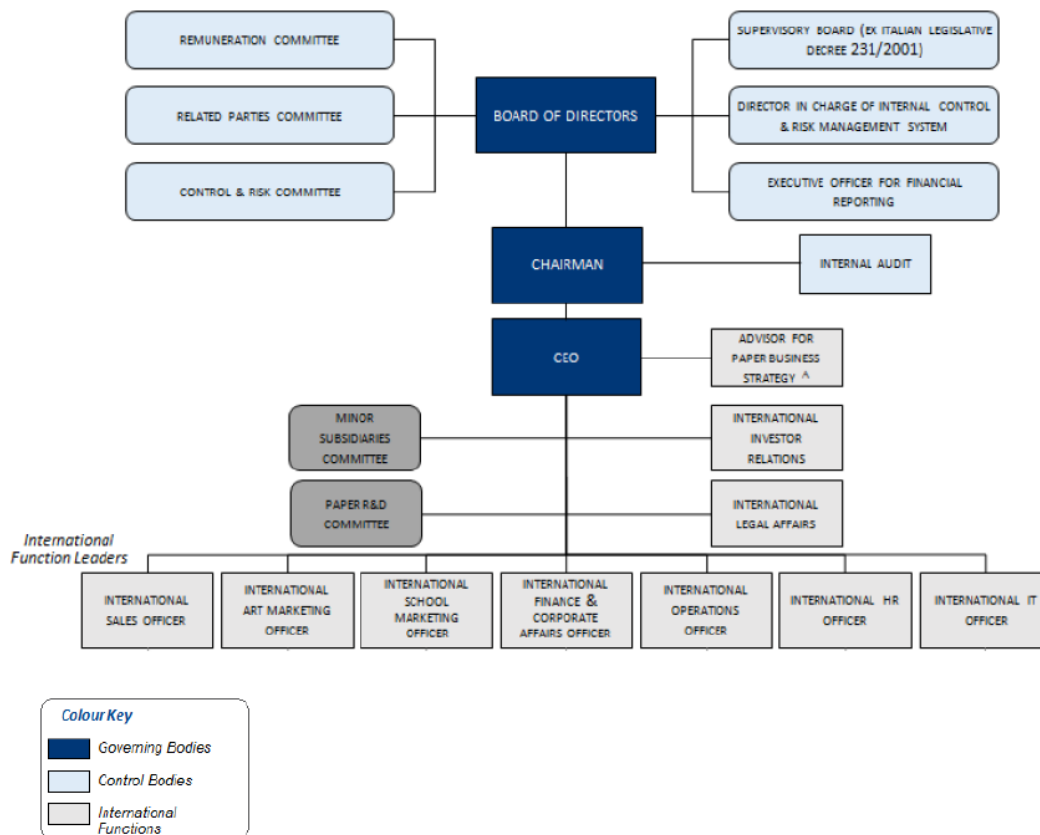 REMUNERATION COMMITTEE
SUPERVISORY BOARD (EX ITALIAN LEGISLATIVE
DECREE 231/2001)
RELATED PARTIES COMMITTEE
BOARD OF DIRECTORS
DIRECTOR IN CHARGE OF INTERNAL CONTROL
& RISK MANAGEMENT SYSTEM
CONTROL & RISK COMMITTEE
EXECUTIVE OFFICER FOR FINANCIAL
REPORTING
CHAIRMAN
INTERNAL AUDIT
CEO
ADVISOR FOR
PAPER BUSINESS
STRATEGY A
MINOR
SUBSIDIARIES
COMMITTEE
INTERNATIONAL
INVESTOR
RELATIONS
PAPER R&D
COMMITTEE
INTERNATIONAL
LEGAL AFFAIRS
International
Function Leaders
INTERNATIONAL
SALES OFFICER
INTERNATIONAL
ART MARKETING
OFFICER
INTERNATIONAL
SCHOOL
MARKETING
OFFICER
INTERNATIONAL
FINANCE &
CORPORATE
AFFAIRS OFFICER
INTERNATIONAL
OPERATIONS
OFFICER
INTERNATIONAL HR
OFFICER
INTERNATIONAL IT
OFFICER
Colour Key
Governing Bodies
Control Bodies
International
Functions